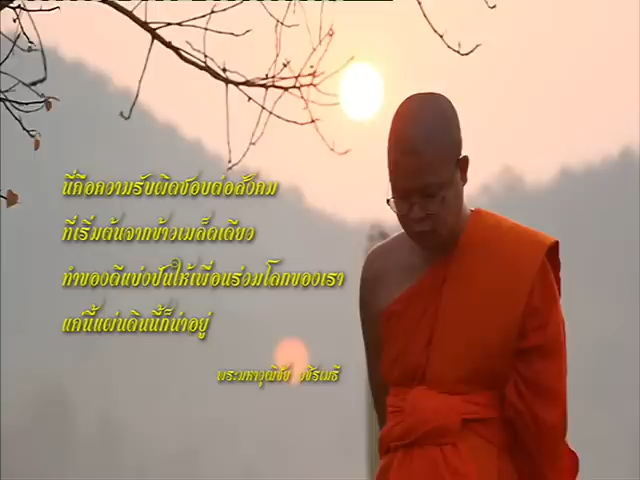 นี่คือความรับผิดชอบต่อสังคม
ที่เริ่มต้นจากข้าวเมล็ดเดียว
ทำของดีแบ่งปันให้เพื่อนร่วมโลกของเรา
แค่นี้แผ่นดินนี้ก็น่าอยู่
พระมหาวุฒิชัย วชิรเมธี